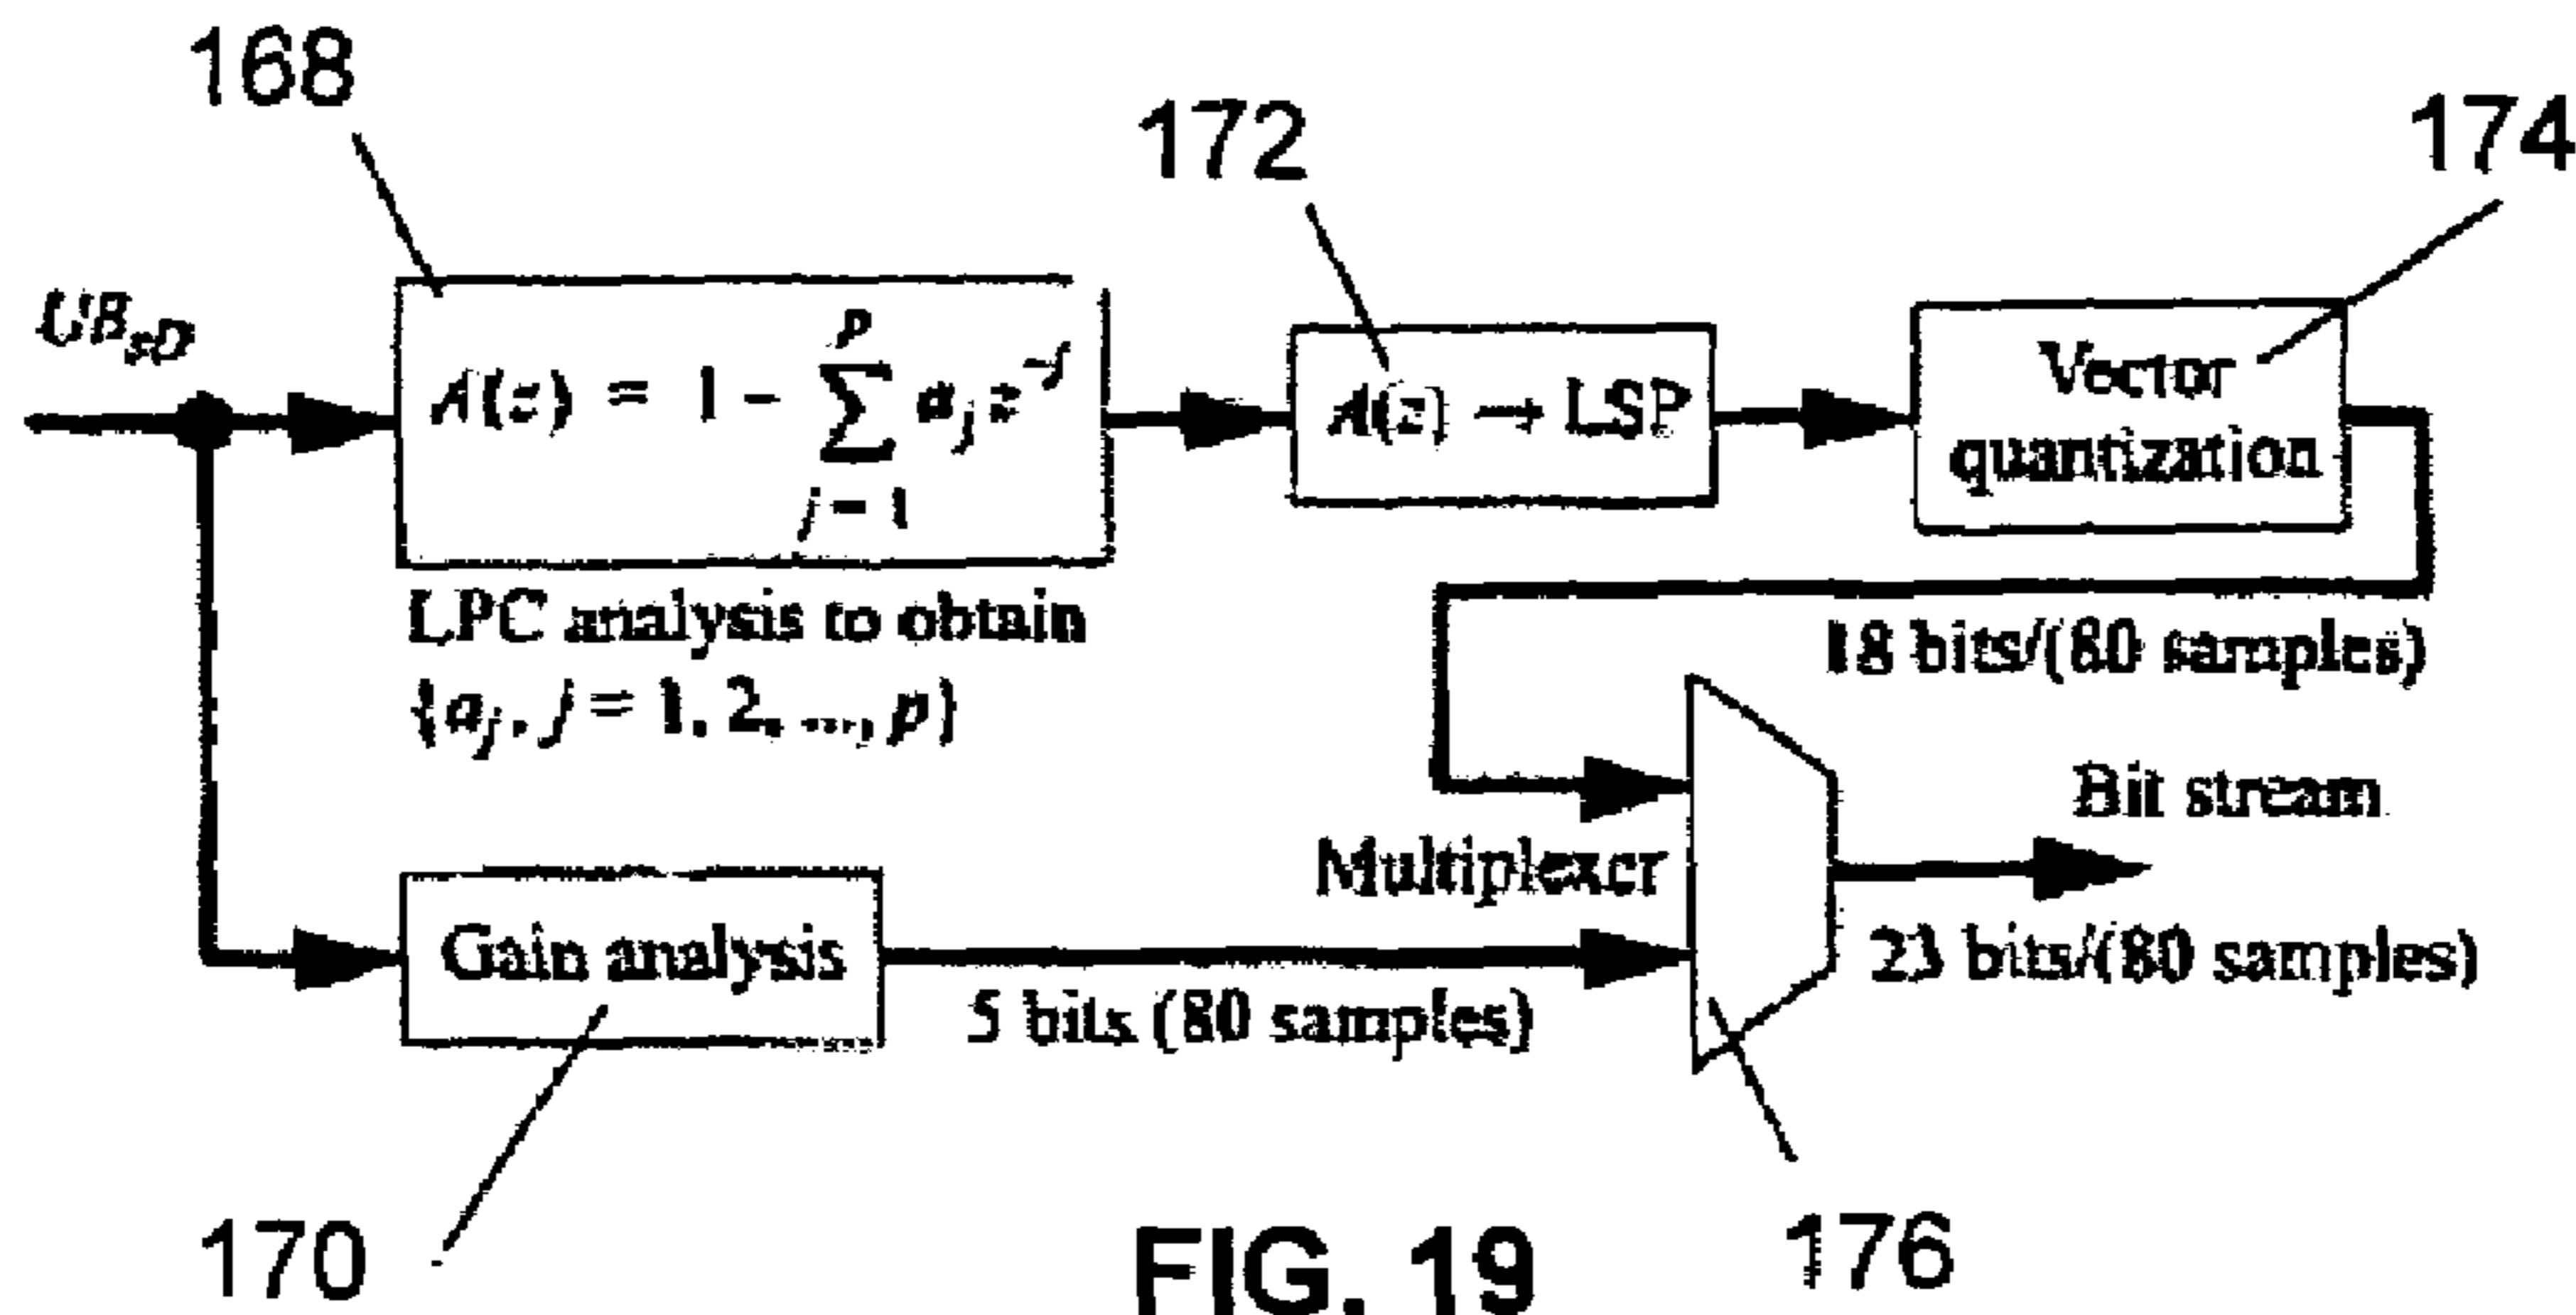 168
172
174
UB_sD
A(z) = 1 - \sum_{j=1}^{p} a_j z^{-j}
A(z) → LSP
Vector
quantization
LPC analysis to obtain
{a_j, j = 1, 2, ..., p}
18 bits/(80 samples)
Multiplexer
Bit stream
Gain analysis
5 bits (80 samples)
23 bits/(80 samples)
170
176
FIG. 19